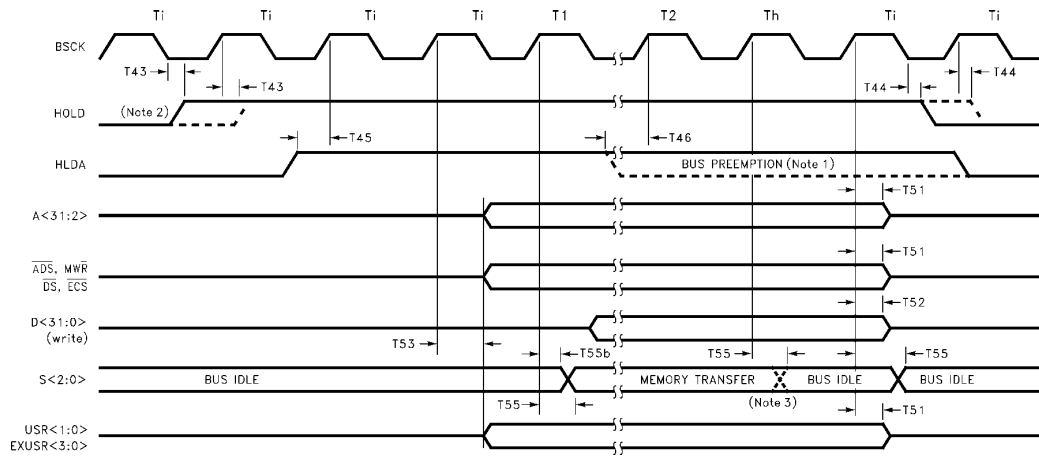 Ti Ti Ti Ti T1 T2 Th Ti Ti
BSCK
T43 T43 T44 T44
HOLD (Note 2)
T45 T46
HLDA BUS PREEMPTION (Note 1)
T51
A<31:2>
T51
ADS, MWR
DS, ECS
T52
D<31:0>
(write)
T53 T55b T55 T55
S<2:0> BUS IDLE MEMORY TRANSFER BUS IDLE BUS IDLE
(Note 3)
T55 T51
USR<1:0>
EXUSR<3:0>